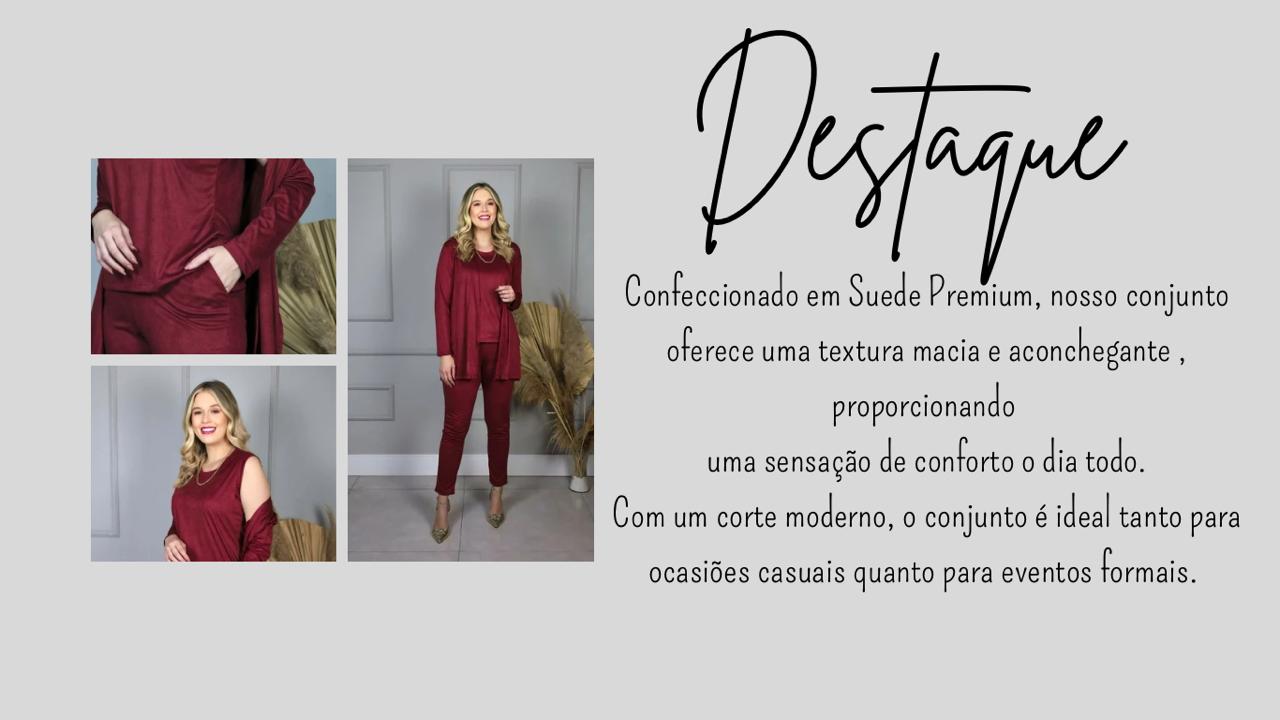 Destaque
Confeccionado em Suede Premium, nosso conjunto
oferece uma textura macia e aconchegante ,
proporcionando
uma sensação de conforto o dia todo.
Com um corte moderno, o conjunto é ideal tanto para
ocasiões casuais quanto para eventos formais.